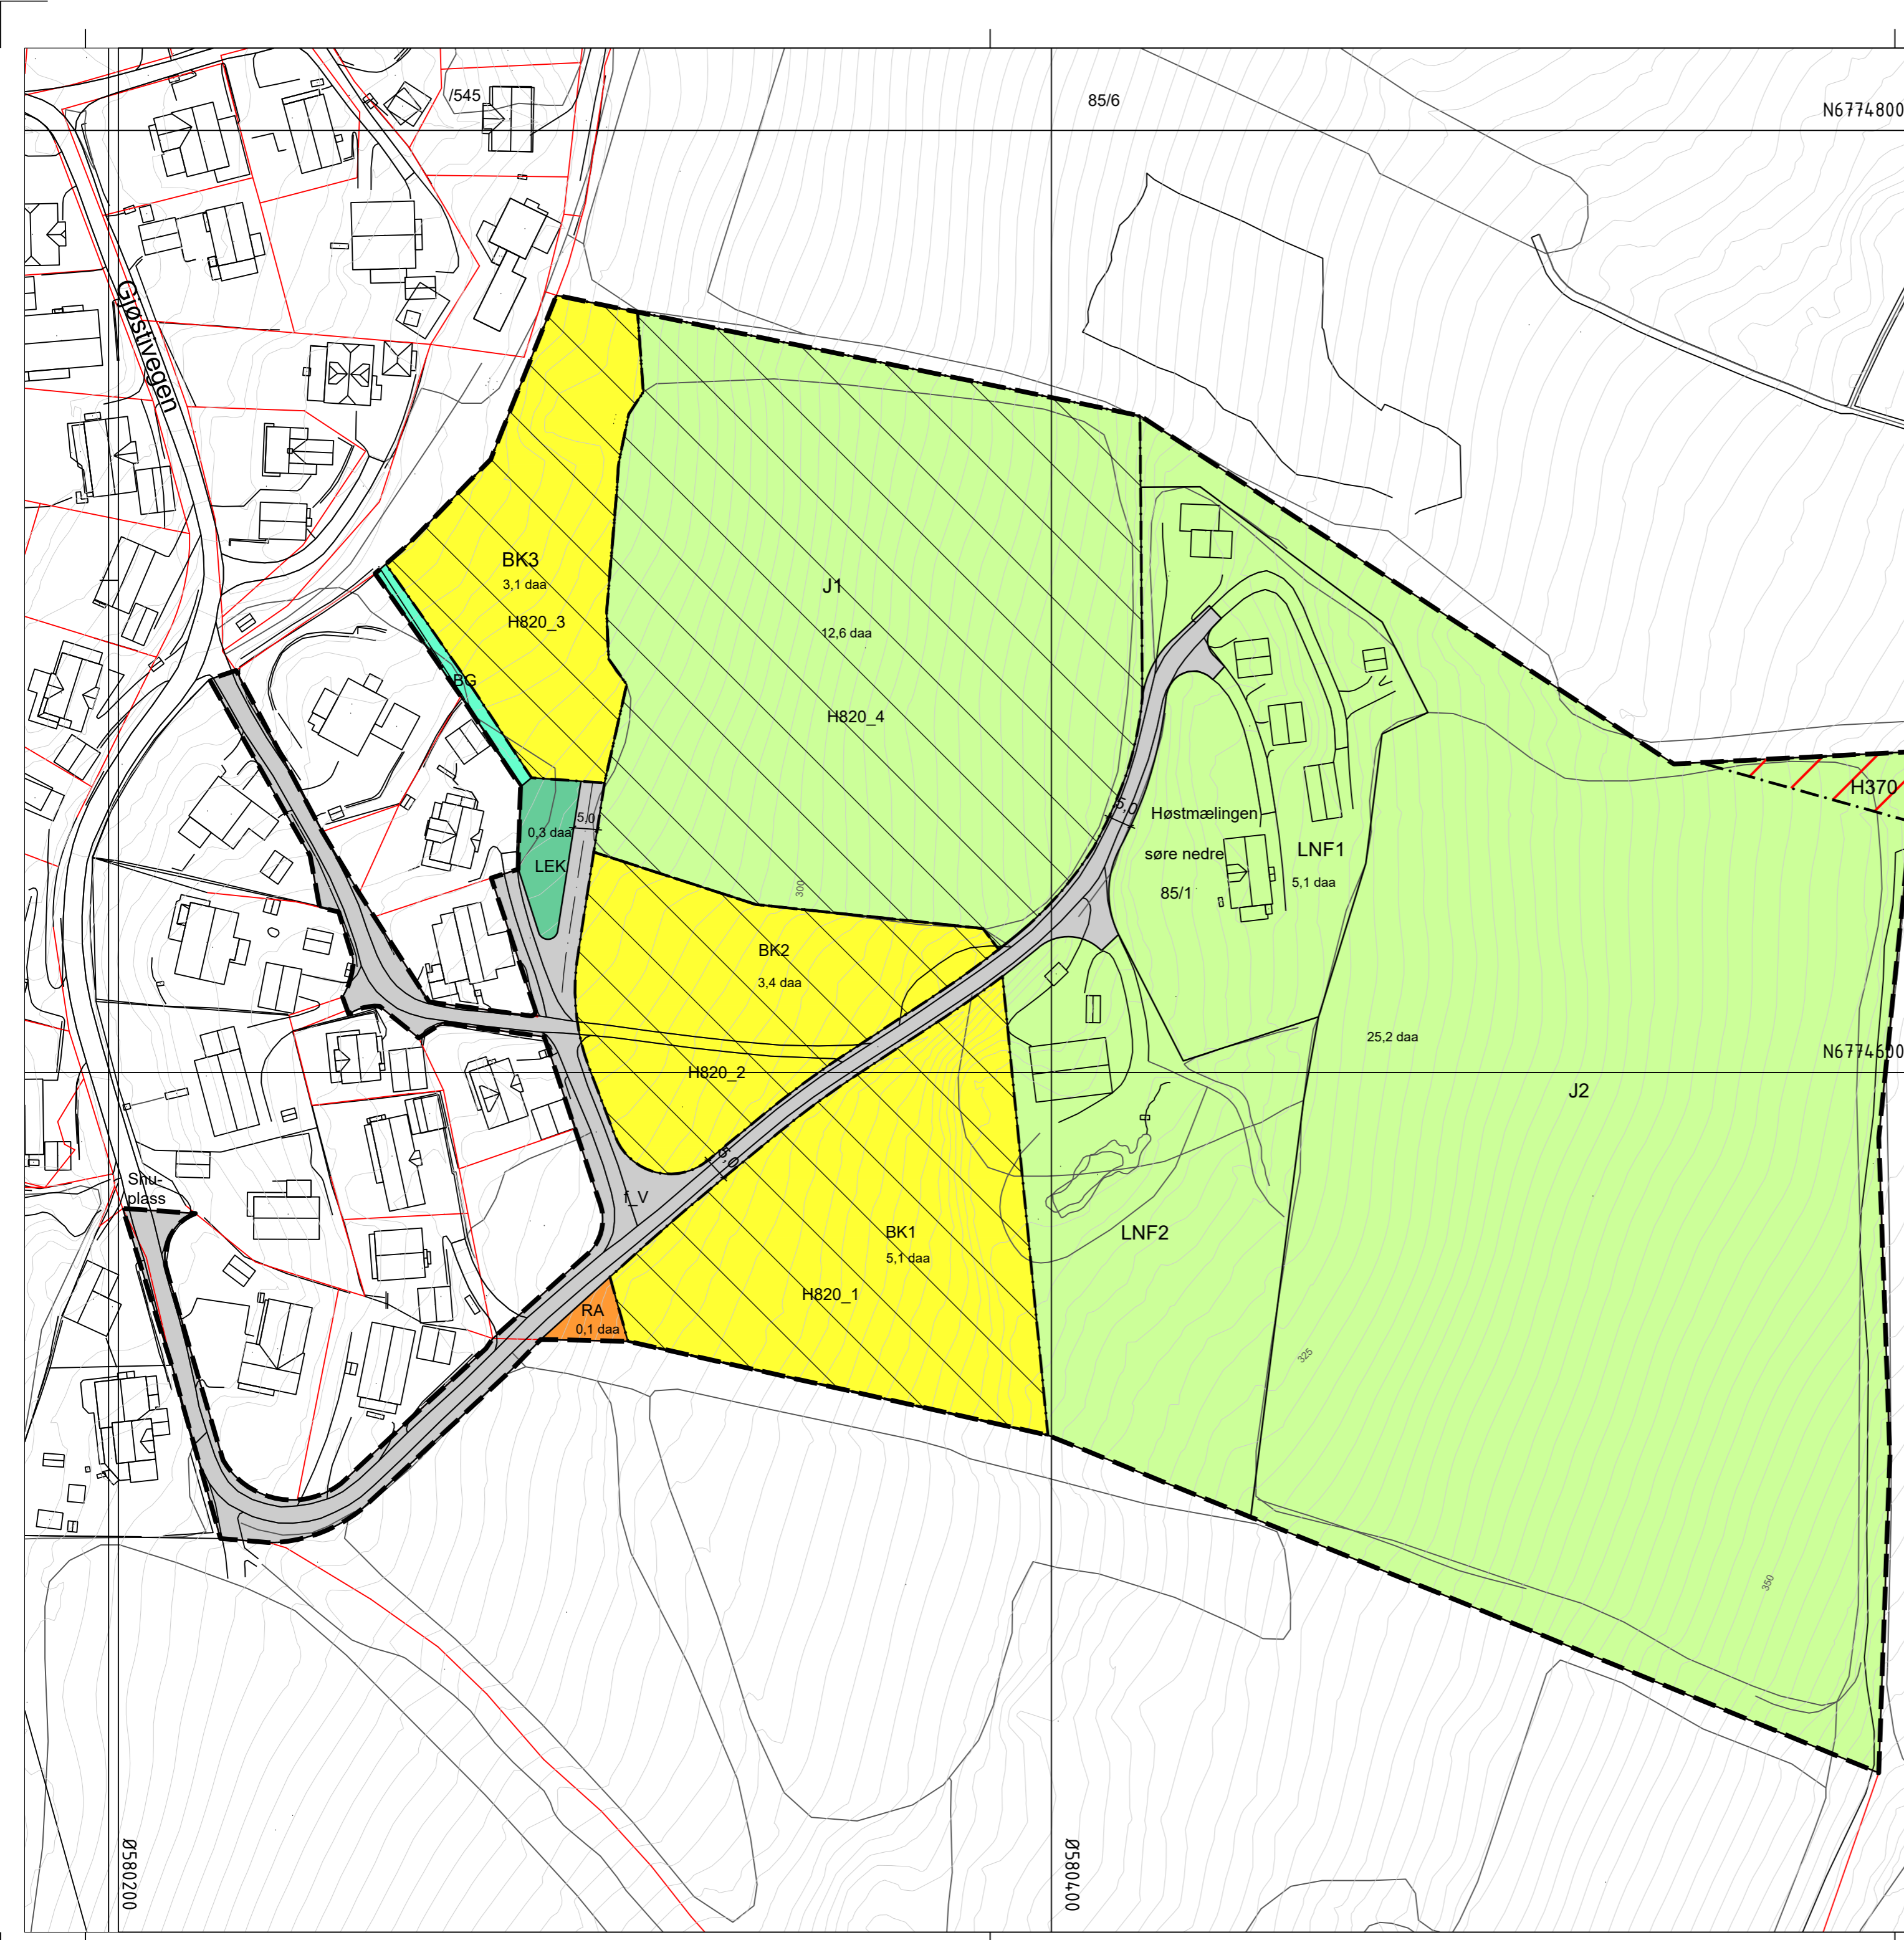 /545
85/6
N6774800
Gjøstivegen
BK3
3,1 daa
H820_3
J1
12,6 daa
BG
H820_4
H370
5,0
0,3 daa
LEK
5,0
Høstmælingen
søre nedre
85/1
LNF1
5,1 daa
300
BK2
3,4 daa
25,2 daa
N6774600
H820_2
J2
Snu-
plass
f_V
BK1
5,1 daa
LNF2
H820_1
RA
0,1 daa
325
350
Ø580200
Ø580400